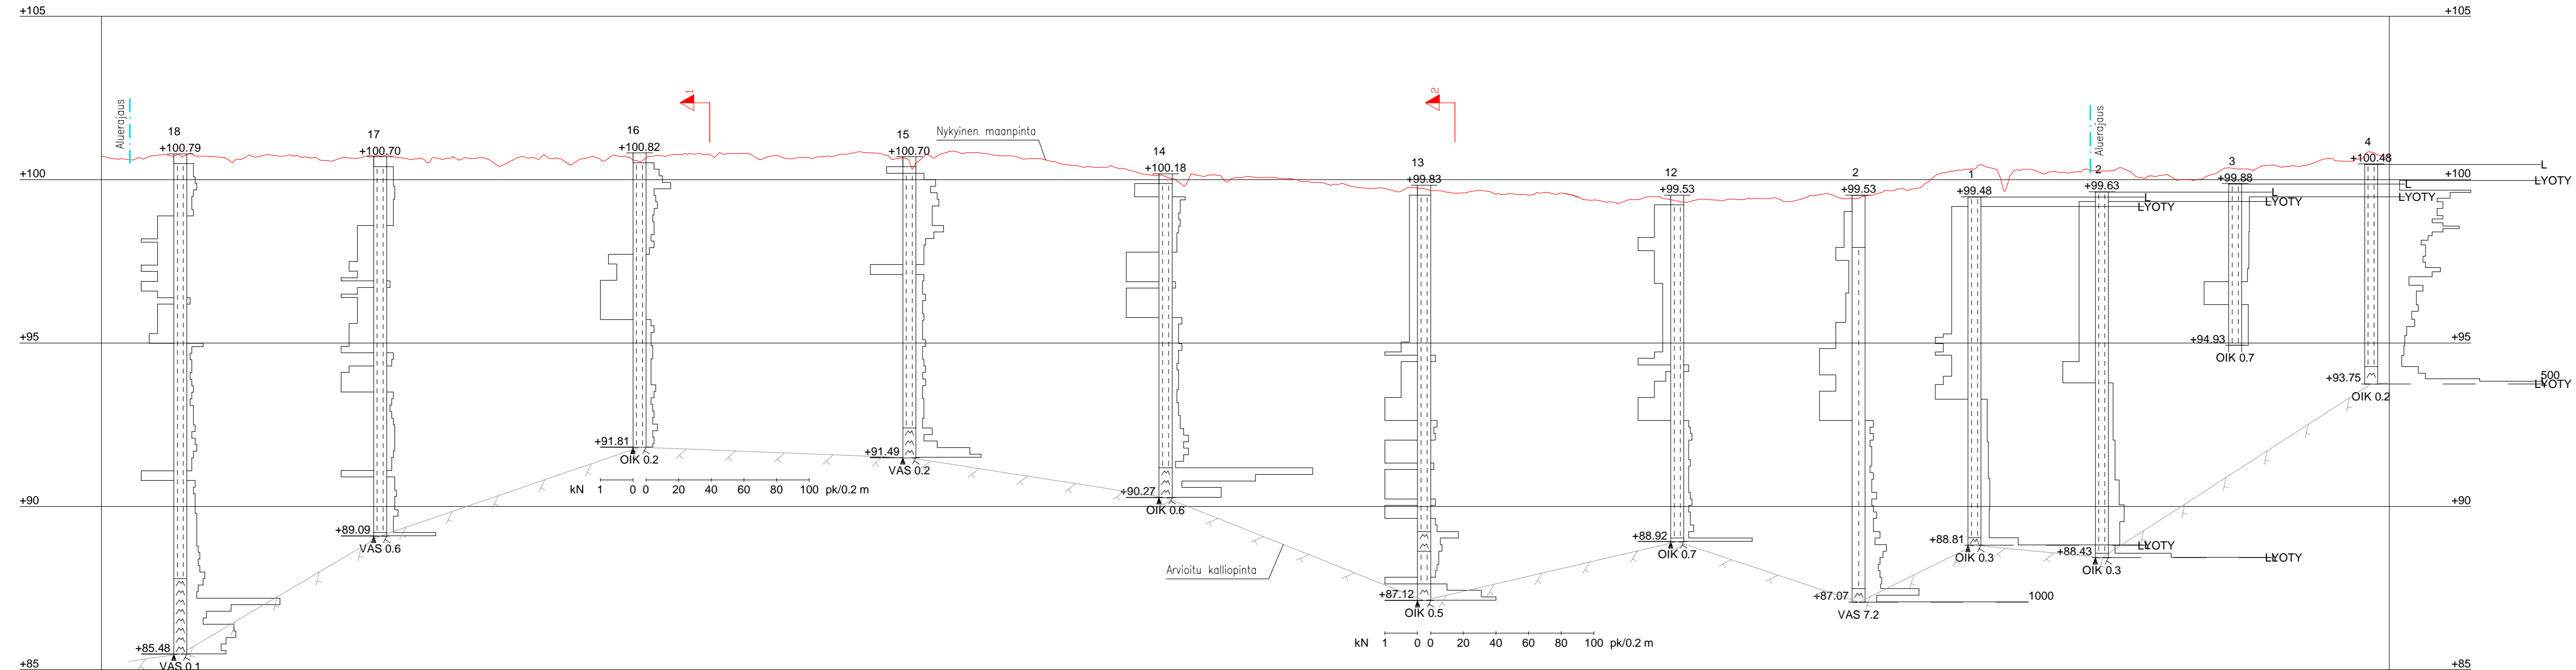 +105 +105
Aluerajaus
1
2
Aluerajaus
Nykyinen maanpinta
18
+100.79
17
+100.70
16
+100.82
15
+100.70
14
+100.18
13
+99.83
12
+99.53
2
+99.53
1
+99.48
2
+99.63
3
+99.88
4
+100.48
L
LYOTY
L
LYOTY
L
LYOTY
L
LYOTY
+100 +100
+95 +95
+94.93
OIK 0.7
+93.75
OIK 0.2
500
LYOTY
+91.81
OIK 0.2
+91.49
VAS 0.2
kN 1 0 0 20 40 60 80 100 pk/0.2 m
+90.27
OIK 0.6
+90 +90
+89.09
VAS 0.6
+88.92
OIK 0.7
+88.81
OIK 0.3
LYOTY
+88.43
OIK 0.3
LYOTY
Arvioitu kalliopinta
+87.12
OIK 0.5
+87.07
VAS 7.2
1000
kN 1 0 0 20 40 60 80 100 pk/0.2 m
+85.48
VAS 0.1
+85 +85